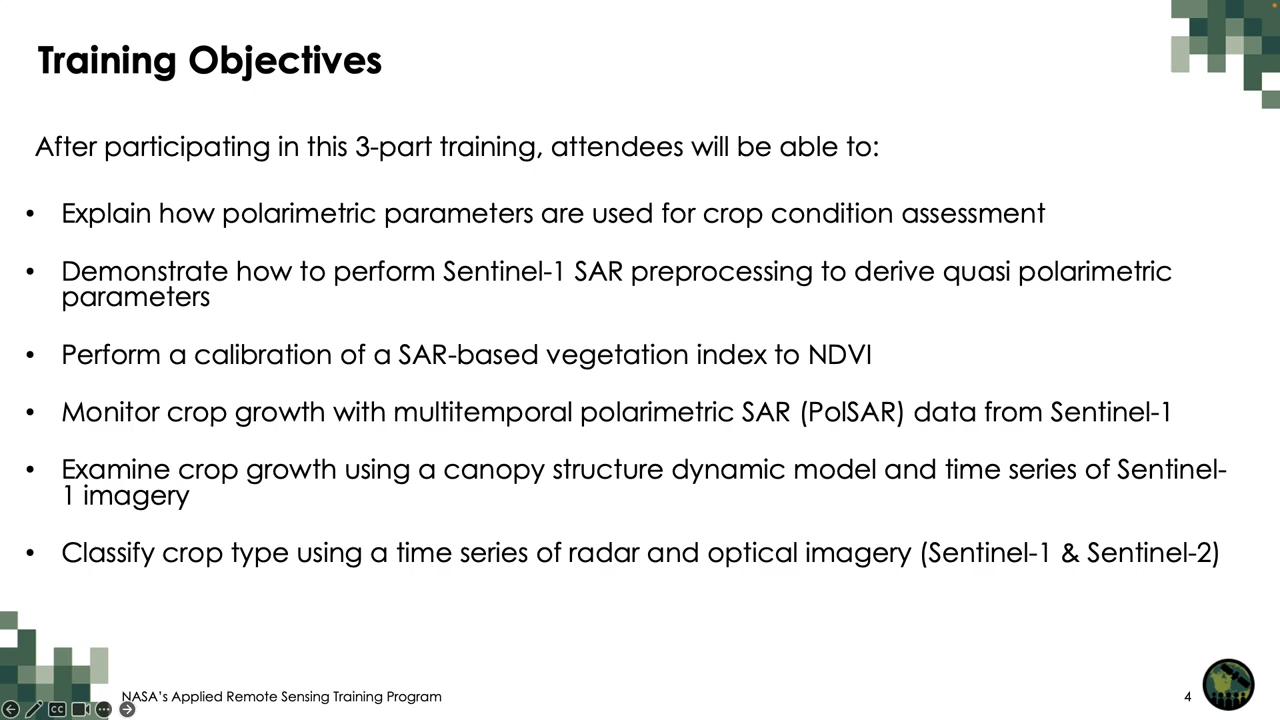 Training Objectives
After participating in this 3-part training, attendees will be able to:
• Explain how polarimetric parameters are used for crop condition assessment
• Demonstrate how to perform Sentinel-1 SAR preprocessing to derive quasi polarimetric
parameters
• Perform a calibration of a SAR-based vegetation index to NDVI
• Monitor crop growth with multitemporal polarimetric SAR (PolSAR) data from Sentinel-1
• Examine crop growth using a canopy structure dynamic model and time series of Sentinel-
1 imagery
• Classify crop type using a time series of radar and optical imagery (Sentinel-1 & Sentinel-2)
NASA's Applied Remote Sensing Training Program
4
CC